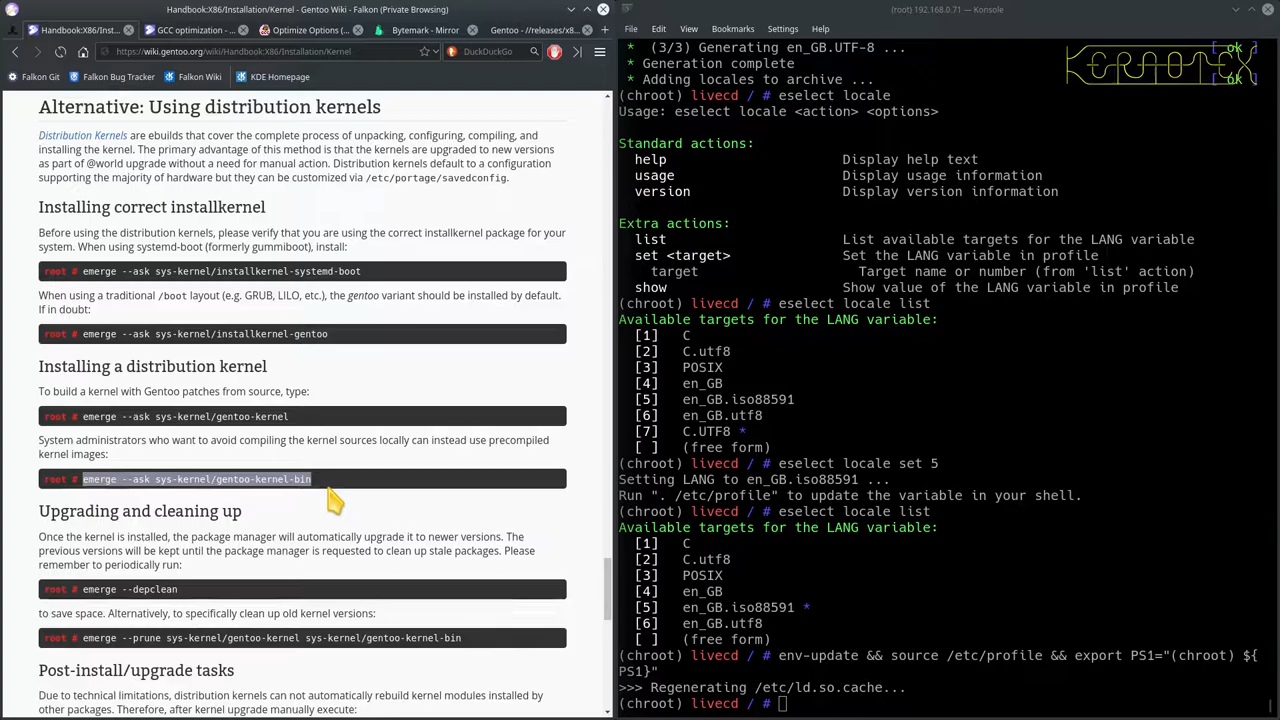 Handbook:X86/Installation/Kernel - Gentoo Wiki - Falkon (Private Browsing)
Handbook:X86/Inst...
GCC optimization - ...
Optimize Options (...
Bytemark - Mirror
Gentoo - //releases/x8...
https://wiki.gentoo.org/wiki/Handbook:X86/Installation/Kernel
DuckDuckGo
Falkon Git
Falkon Bug Tracker
Falkon Wiki
KDE Homepage
Alternative: Using distribution kernels
Distribution Kernels are ebuilds that cover the complete process of unpacking, configuring, compiling, and
installing the kernel. The primary advantage of this method is that the kernels are upgraded to new versions
as part of @world upgrade without a need for manual action. Distribution kernels default to a configuration
supporting the majority of hardware but they can be customized via /etc/portage/savedconfig.
Installing correct installkernel
Before using the distribution kernels, please verify that you are using the correct installkernel package for your
system. When using systemd-boot (formerly gummiboot), install:
root # emerge --ask sys-kernel/installkernel-systemd-boot
When using a traditional /boot layout (e.g. GRUB, LILO, etc.), the gentoo variant should be installed by default.
If in doubt:
root # emerge --ask sys-kernel/installkernel-gentoo
Installing a distribution kernel
To build a kernel with Gentoo patches from source, type:
root # emerge --ask sys-kernel/gentoo-kernel
System administrators who want to avoid compiling the kernel sources locally can instead use precompiled
kernel images:
root # emerge --ask sys-kernel/gentoo-kernel-bin
Upgrading and cleaning up
Once the kernel is installed, the package manager will automatically upgrade it to newer versions. The
previous versions will be kept until the package manager is requested to clean up stale packages. Please
remember to periodically run:
root # emerge --depclean
to save space. Alternatively, to specifically clean up old kernel versions:
root # emerge --prune sys-kernel/gentoo-kernel sys-kernel/gentoo-kernel-bin
Post-install/upgrade tasks
Due to technical limitations, distribution kernels can not automatically rebuild kernel modules installed by
other packages. Therefore, after kernel upgrade manually execute:
(root) 192.168.0.71 — Konsole
File Edit View Bookmarks Settings Help
* (3/3) Generating en_GB.UTF-8 ... [ ok ]
* Generation complete
* Adding locales to archive ... [ ok ]
(chroot) livecd / # eselect locale
Usage: eselect locale <action> <options>
Standard actions:
help Display help text
usage Display usage information
version Display version information
Extra actions:
list List available targets for the LANG variable
set <target> Set the LANG variable in profile
target Target name or number (from 'list' action)
show Show value of the LANG variable in profile
(chroot) livecd / # eselect locale list
Available targets for the LANG variable:
[1] C
[2] C.utf8
[3] POSIX
[4] en_GB
[5] en_GB.iso88591
[6] en_GB.utf8
[7] C.UTF8 *
[ ] (free form)
(chroot) livecd / # eselect locale set 5
Setting LANG to en_GB.iso88591 ...
Run ". /etc/profile" to update the variable in your shell.
(chroot) livecd / # eselect locale list
Available targets for the LANG variable:
[1] C
[2] C.utf8
[3] POSIX
[4] en_GB
[5] en_GB.iso88591 *
[6] en_GB.utf8
[ ] (free form)
(chroot) livecd / # env-update && source /etc/profile && export PS1="(chroot) ${
PS1}"
>>> Regenerating /etc/ld.so.cache...
(chroot) livecd / #